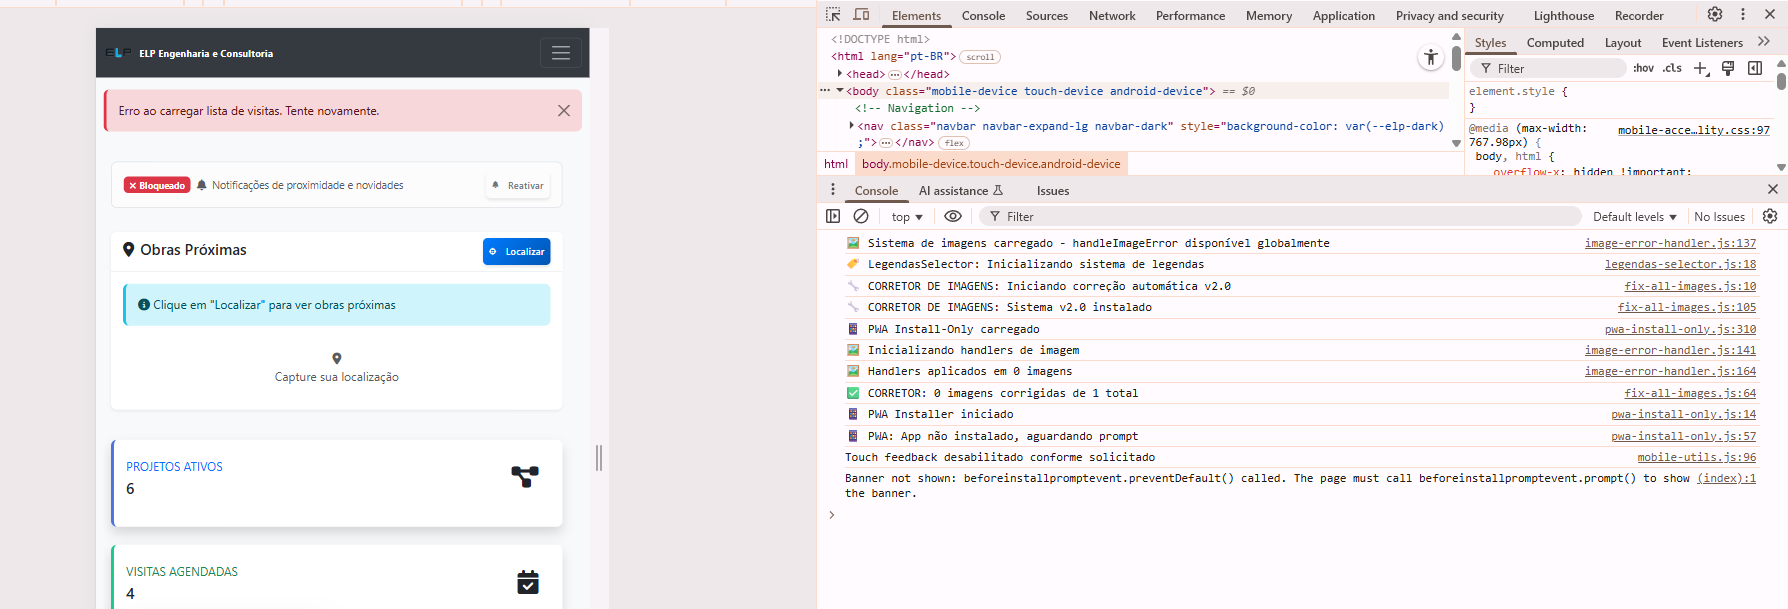 ELP ELP Engenharia e Consultoria
Erro ao carregar lista de visitas. Tente novamente.
Bloqueado Notificações de proximidade e novidades Reativar
Obras Próximas Localizar
Clique em "Localizar" para ver obras próximas
Capture sua localização
PROJETOS ATIVOS
6
VISITAS AGENDADAS
4
Elements Console Sources Network Performance Memory Application Privacy and security Lighthouse Recorder
<!DOCTYPE html>
<html lang="pt-BR"> scroll
<head> … </head>
… <body class="mobile-device touch-device android-device"> == $0
<!-- Navigation -->
<nav class="navbar navbar-expand-lg navbar-dark" style="background-color: var(--elp-dark)
;"> … </nav> flex
html body.mobile-device.touch-device.android-device
Styles Computed Layout Event Listeners
Filter :hov .cls
element.style {
}
@media (max-width: mobile-acce…lity.css:97
767.98px) {
body, html {
overflow-x: hidden !important;
Console AI assistance Issues
top Filter Default levels No Issues
Sistema de imagens carregado - handleImageError disponível globalmente image-error-handler.js:137
LegendasSelector: Inicializando sistema de legendas legendas-selector.js:18
CORRETOR DE IMAGENS: Iniciando correção automática v2.0 fix-all-images.js:10
CORRETOR DE IMAGENS: Sistema v2.0 instalado fix-all-images.js:105
PWA Install-Only carregado pwa-install-only.js:310
Inicializando handlers de imagem image-error-handler.js:141
Handlers aplicados em 0 imagens image-error-handler.js:164
CORRETOR: 0 imagens corrigidas de 1 total fix-all-images.js:64
PWA Installer iniciado pwa-install-only.js:14
PWA: App não instalado, aguardando prompt pwa-install-only.js:57
Touch feedback desabilitado conforme solicitado mobile-utils.js:96
Banner not shown: beforeinstallpromptevent.preventDefault() called. The page must call beforeinstallpromptevent.prompt() to show (index):1
the banner.